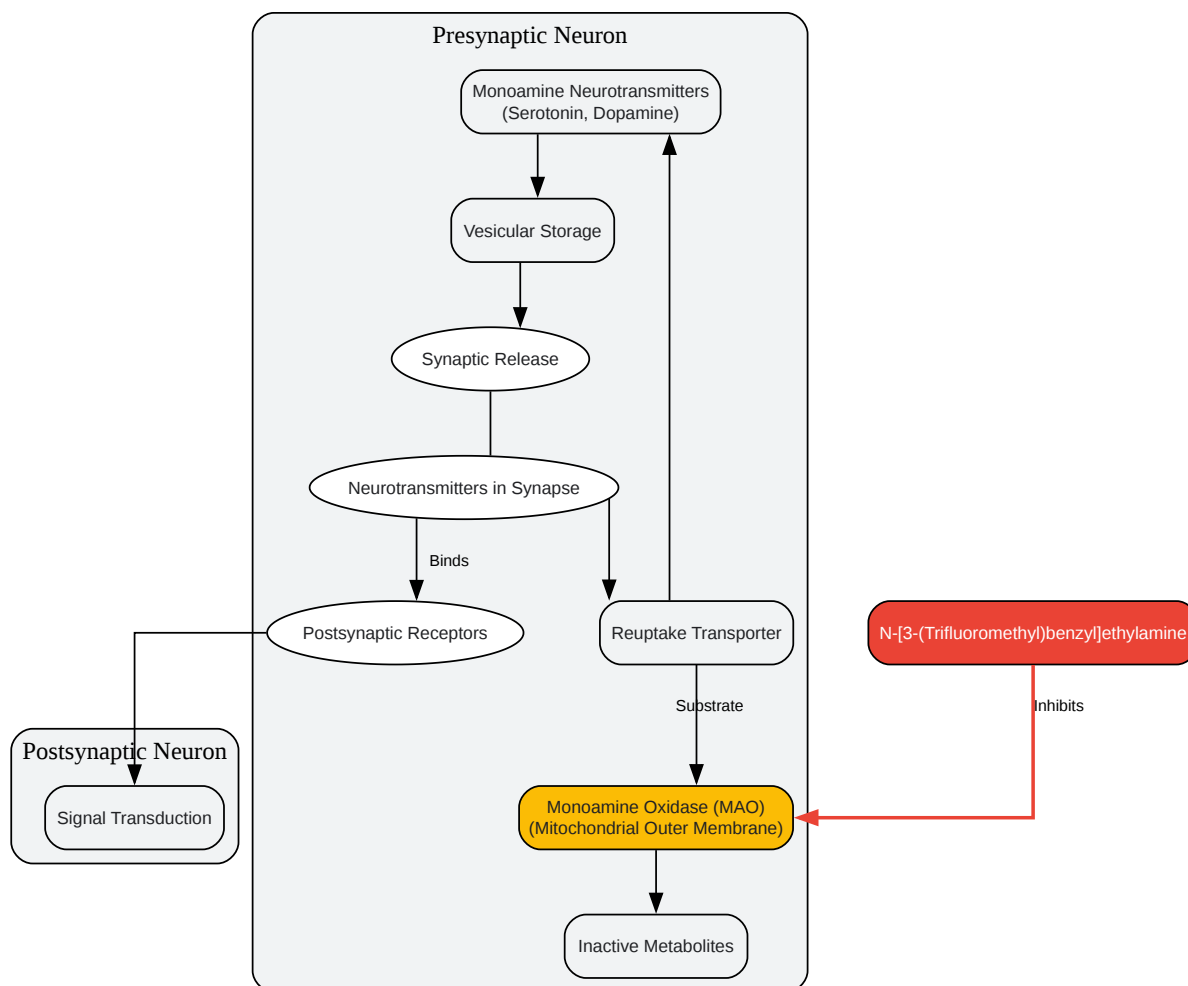 Presynaptic Neuron
Monoamine Neurotransmitters
(Serotonin, Dopamine)
Vesicular Storage
Synaptic Release
Neurotransmitters in Synapse
Binds
Postsynaptic Receptors
Reuptake Transporter
N-[3-(Trifluoromethyl)benzyl]ethylamine
Substrate
Inhibits
Postsynaptic Neuron
Signal Transduction
Monoamine Oxidase (MAO)
(Mitochondrial Outer Membrane)
Inactive Metabolites